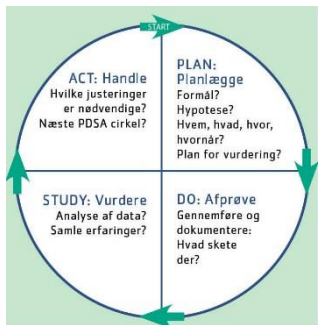 START
ACT: Handle
Hvilke justeringer
er nødvendige?
Næste PDSA cirkel?
PLAN:
Planlægge
Formål?
Hypotese?
Hvem, hvad, hvor,
hvornår?
Plan for vurdering?
STUDY: Vurdere
Analyse af data?
Samle erfaringer?
DO: Afprøve
Gennemføre og
dokumentere:
Hvad skete
der?